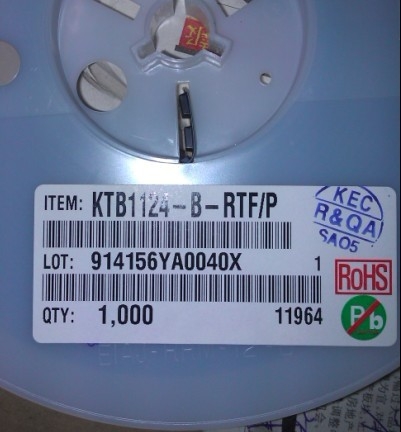 ITEM: KTB1124-B-RTF/P
KEC
R&QA
SA05
LOT: 914156YA0040X 1
RoHS
Pb
QTY: 1,000 11964